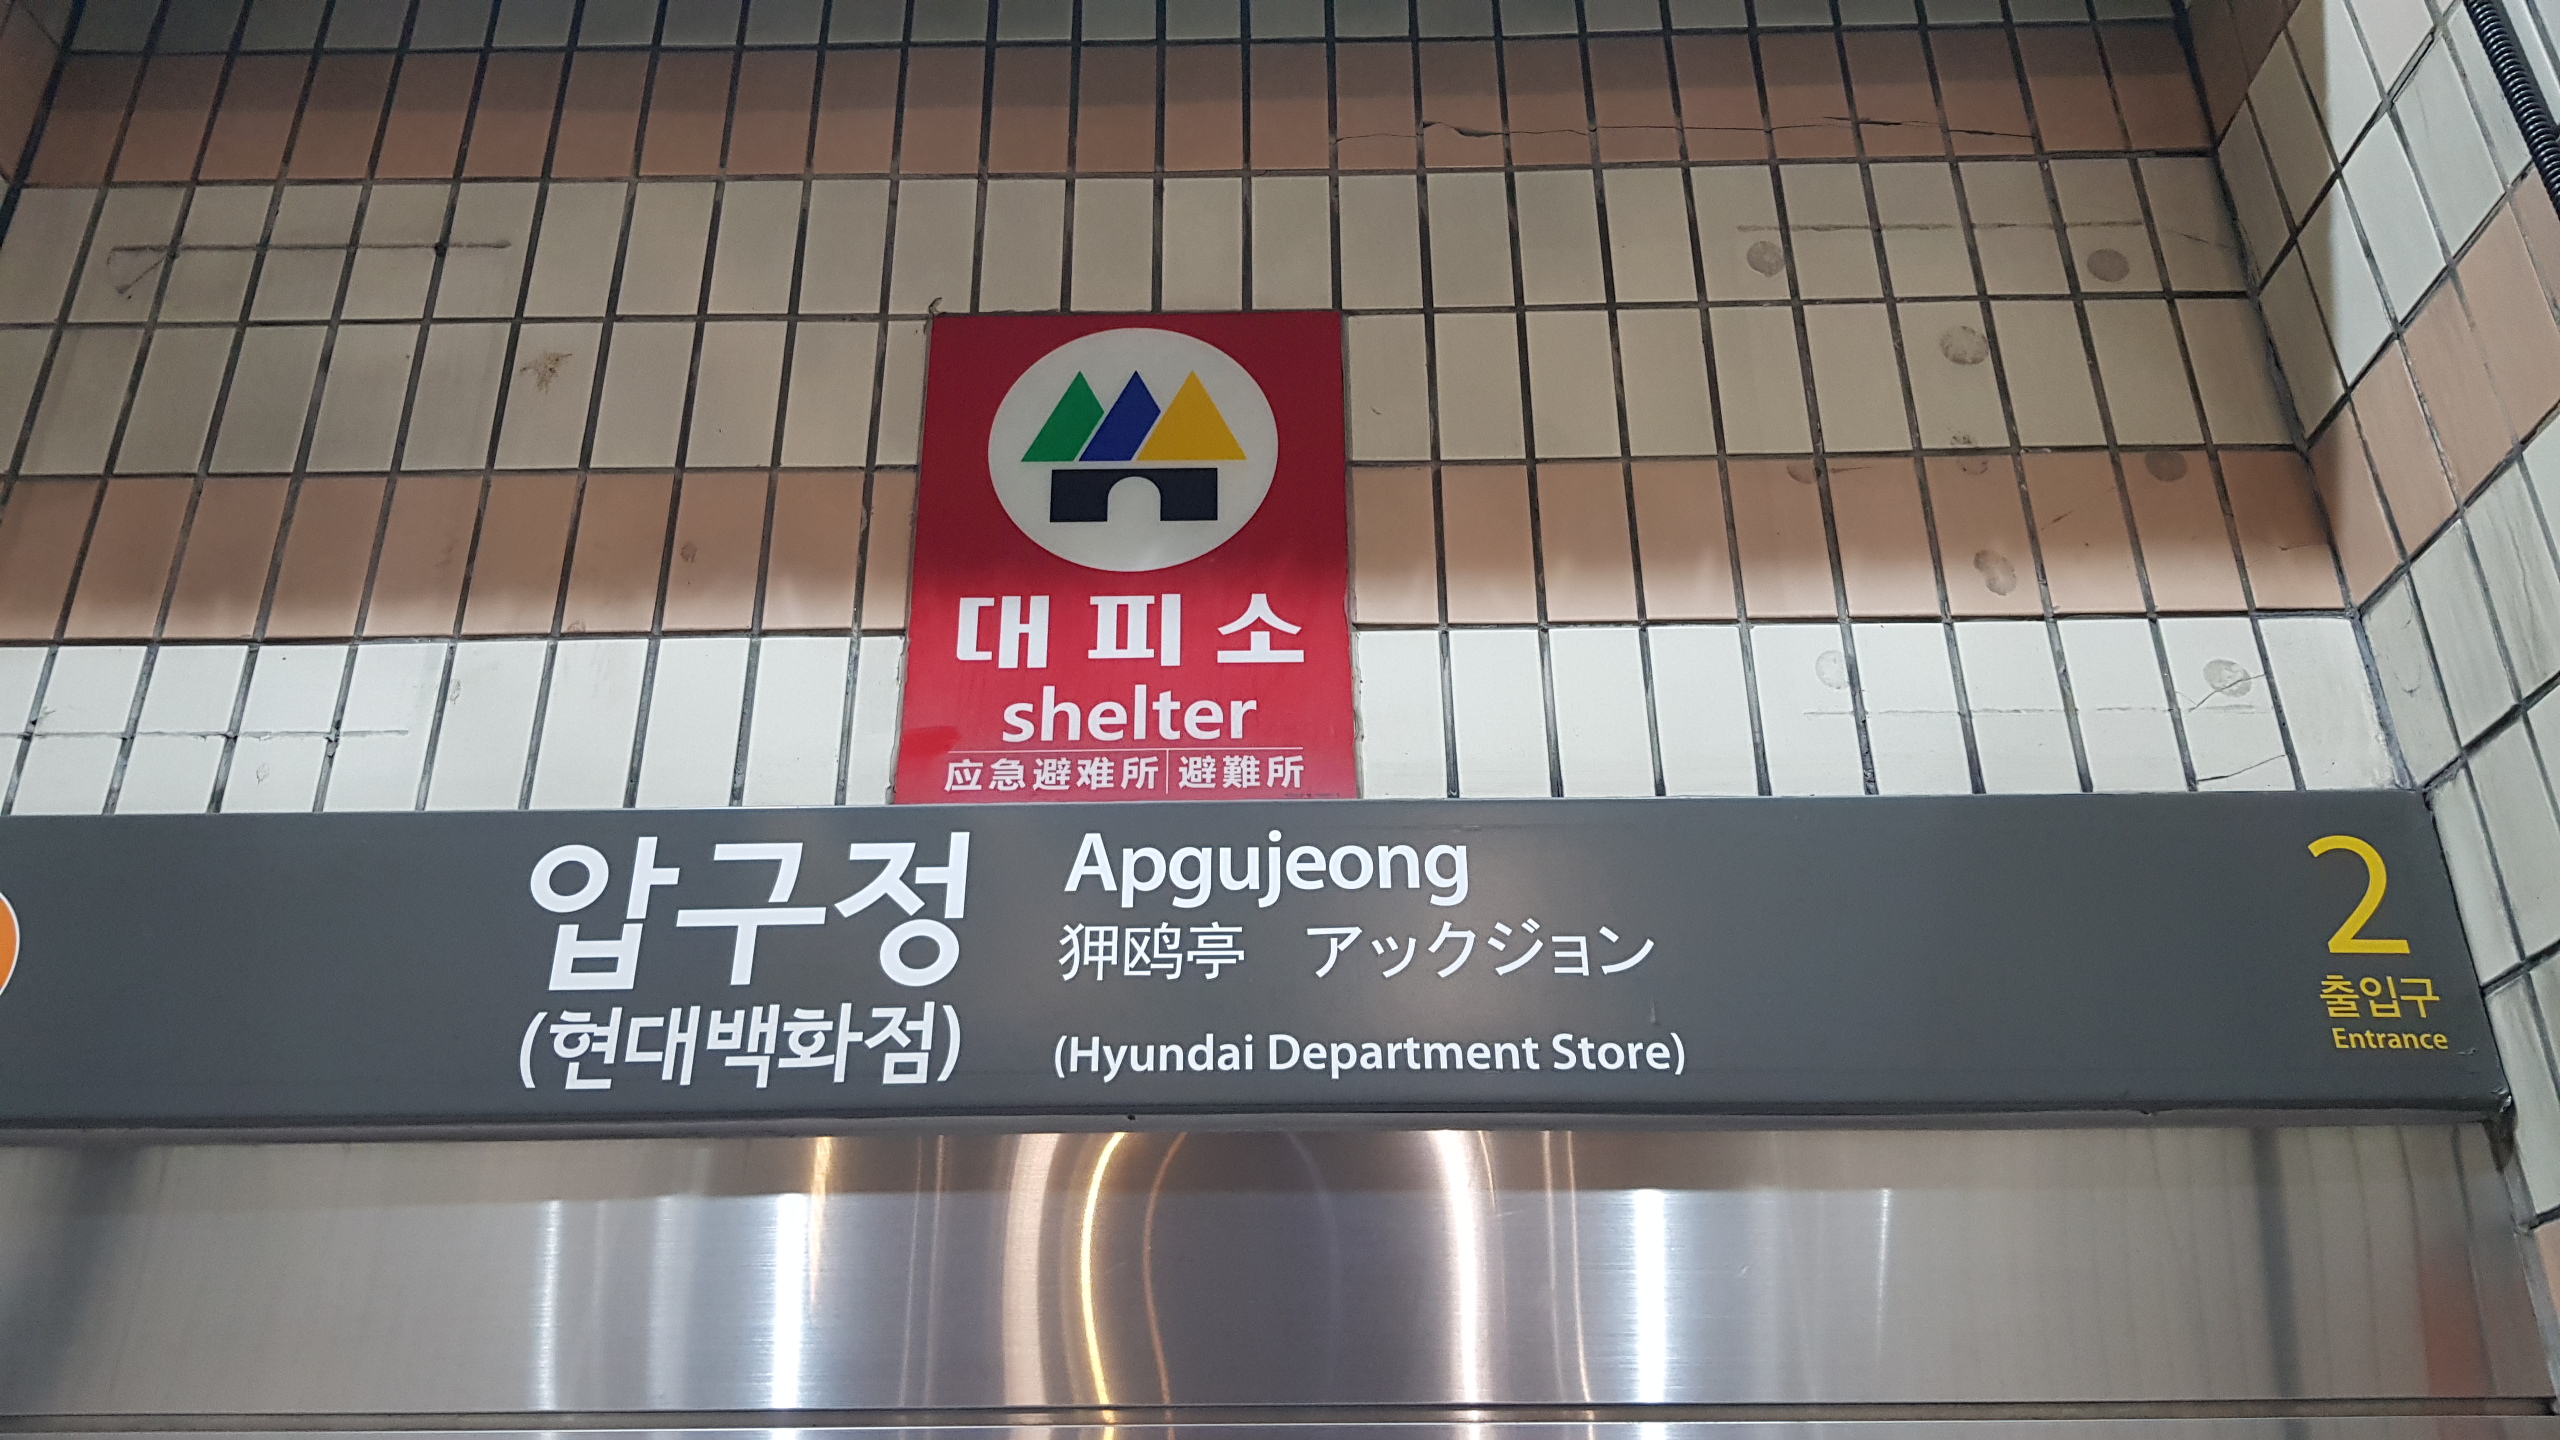 대피소
shelter
应急避难所 | 避難所
압구정
(현대백화점)
Apgujeong
狎鸥亭 アックジョン
(Hyundai Department Store)
2
출입구
Entrance